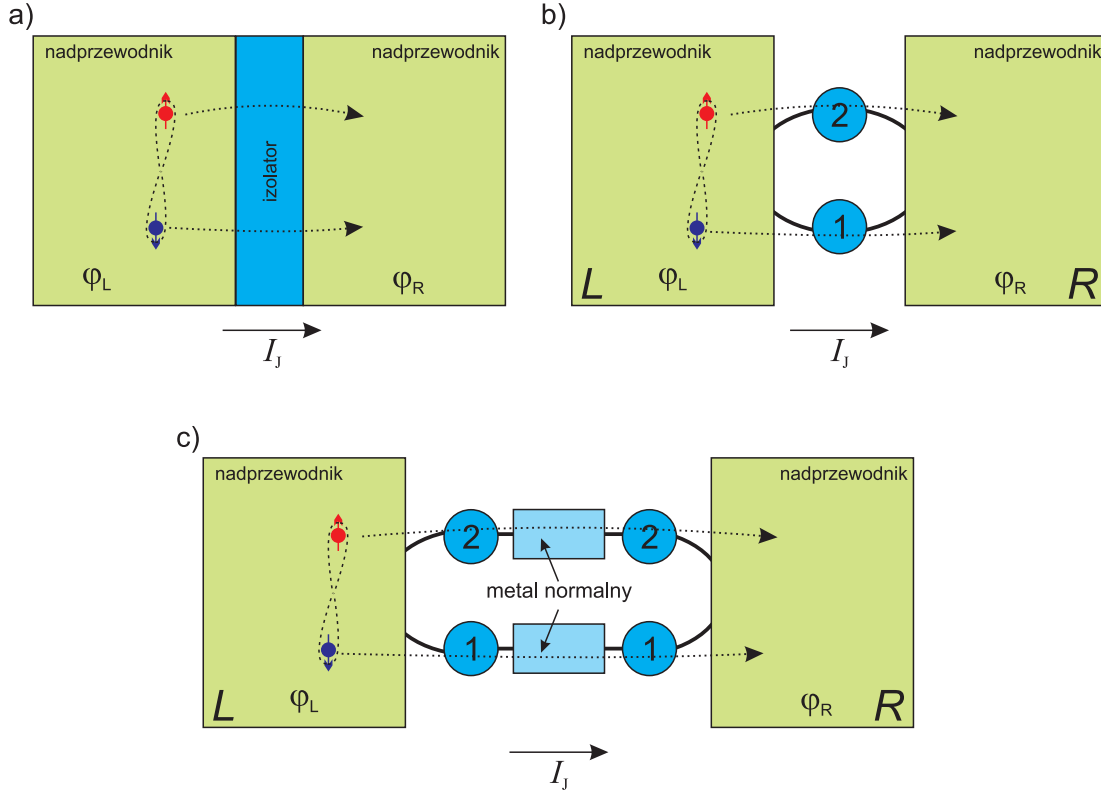 a)
nadprzewodnik
nadprzewodnik
izolator
φL
φR
IJ
b)
nadprzewodnik
nadprzewodnik
2
1
L
φL
φR
R
IJ
c)
nadprzewodnik
nadprzewodnik
2
2
metal normalny
1
1
L
φL
φR
R
IJ